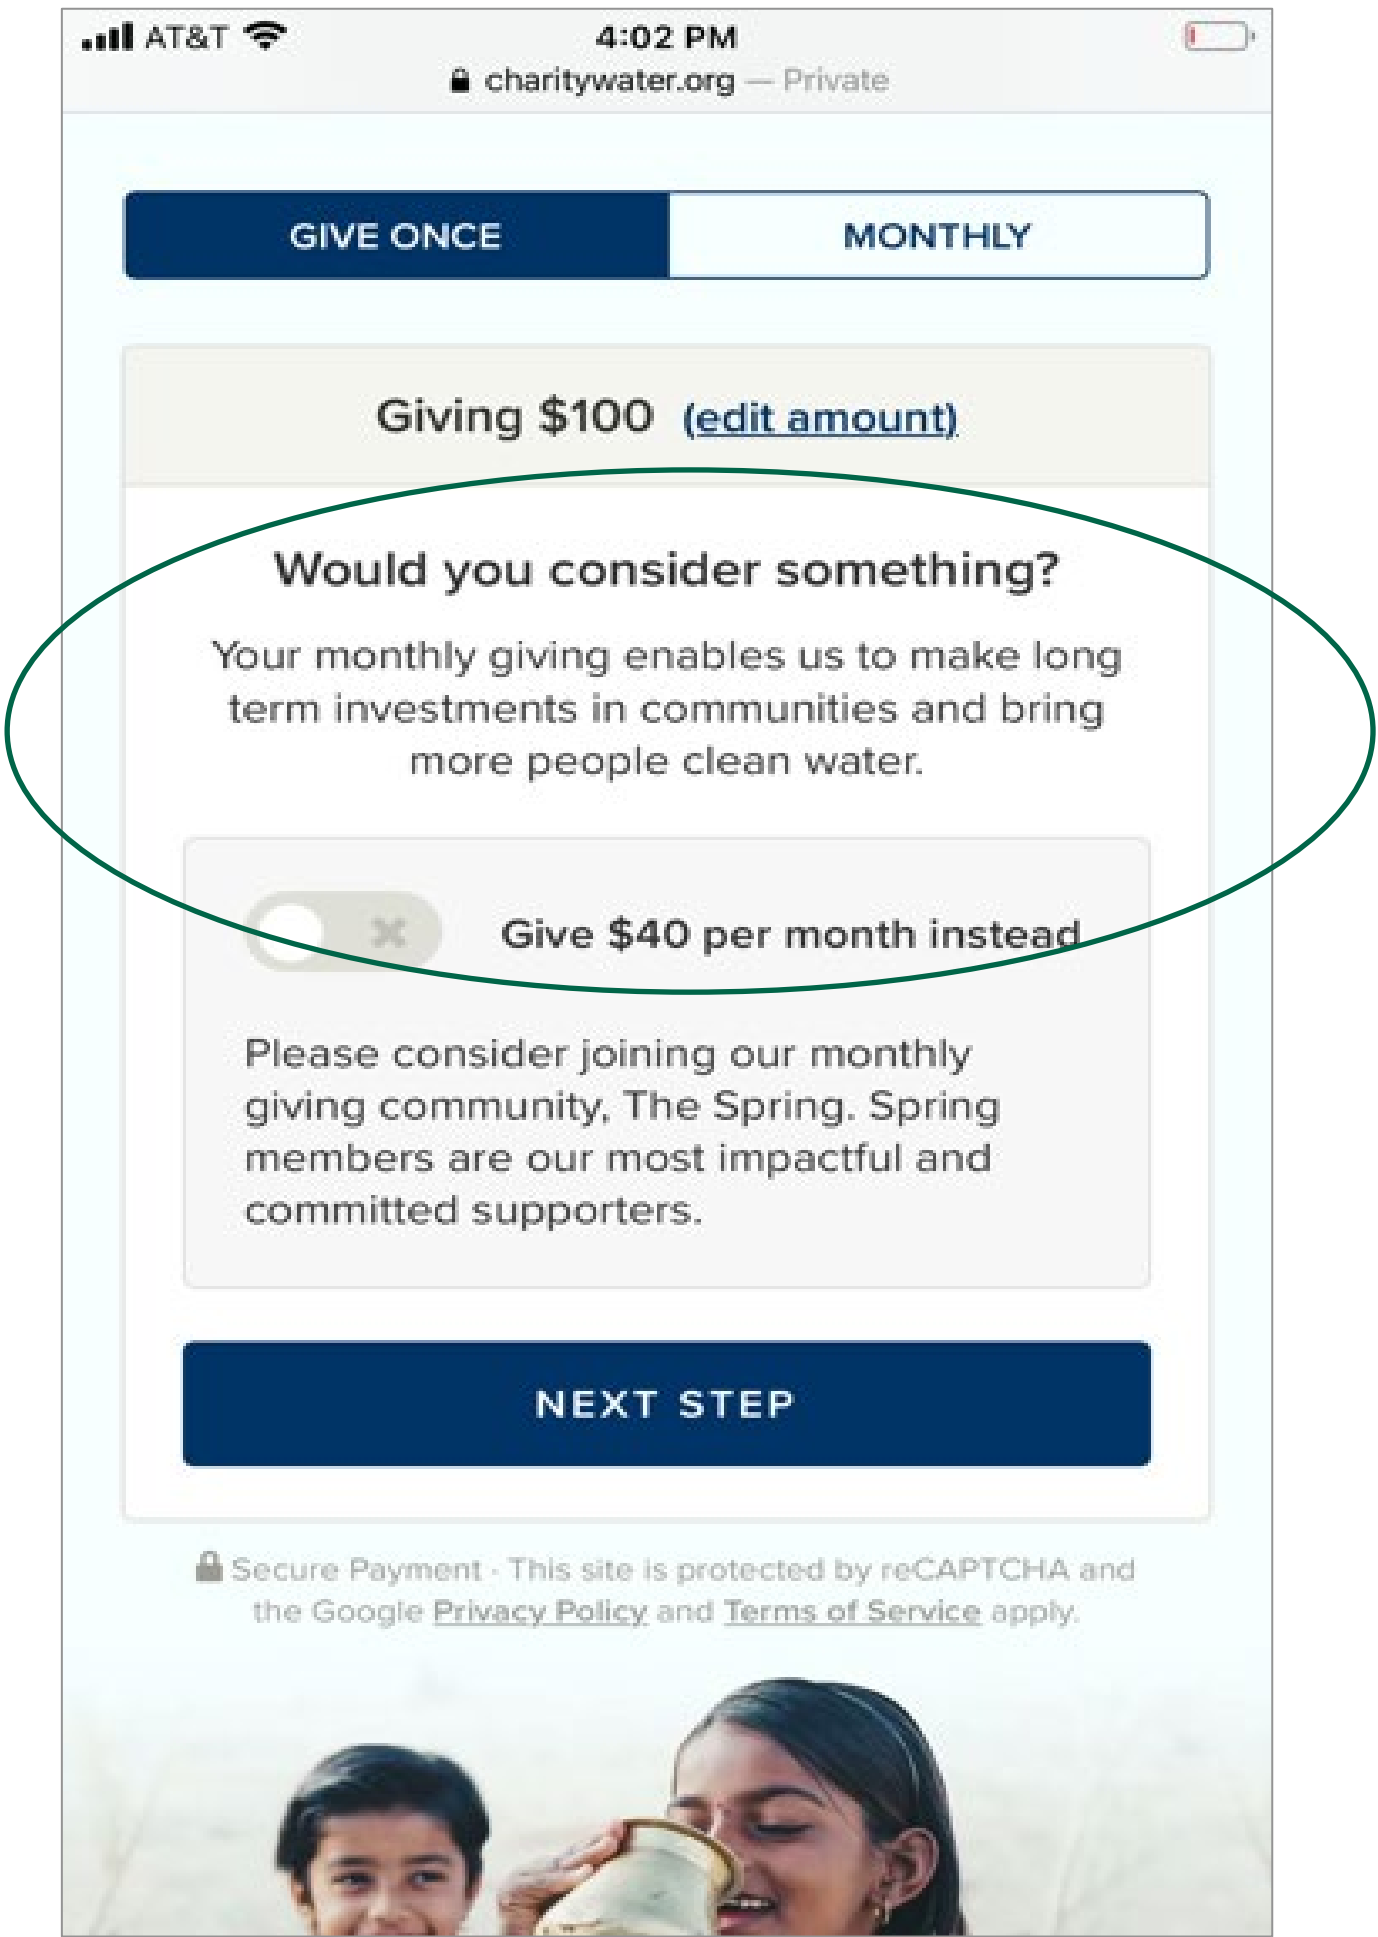 AT&T 4:02 PM
charitywater.org — Private
GIVE ONCE MONTHLY
Giving $100 (edit amount)
Would you consider something?
Your monthly giving enables us to make long
term investments in communities and bring
more people clean water.
Give $40 per month instead
Please consider joining our monthly
giving community, The Spring. Spring
members are our most impactful and
committed supporters.
NEXT STEP
Secure Payment - This site is protected by reCAPTCHA and
the Google Privacy Policy and Terms of Service apply.